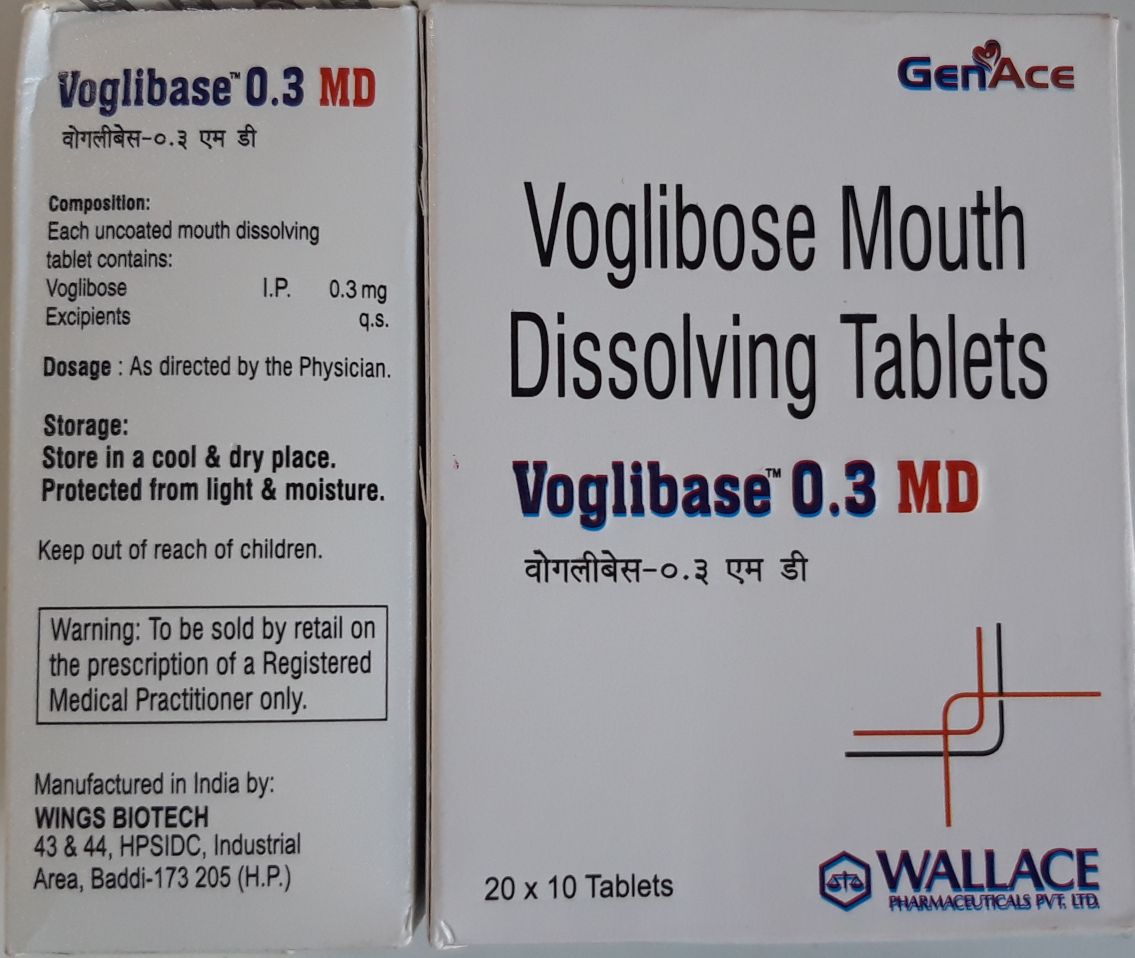 Voglibase™ 0.3 MD
वोगलीबेस-०.३ एम डी
Composition:
Each uncoated mouth dissolving
tablet contains:
Voglibose I.P. 0.3 mg
Excipients q.s.
Dosage : As directed by the Physician.
Storage:
Store in a cool & dry place.
Protected from light & moisture.
Keep out of reach of children.
Warning: To be sold by retail on
the prescription of a Registered
Medical Practitioner only.
Manufactured in India by:
WINGS BIOTECH
43 & 44, HPSIDC, Industrial
Area, Baddi-173 205 (H.P.)
GenAce
Voglibose Mouth
Dissolving Tablets
Voglibase™ 0.3 MD
वोगलीबेस-०.३ एम डी
20 x 10 Tablets
WALLACE
PHARMACEUTICALS PVT. LTD.